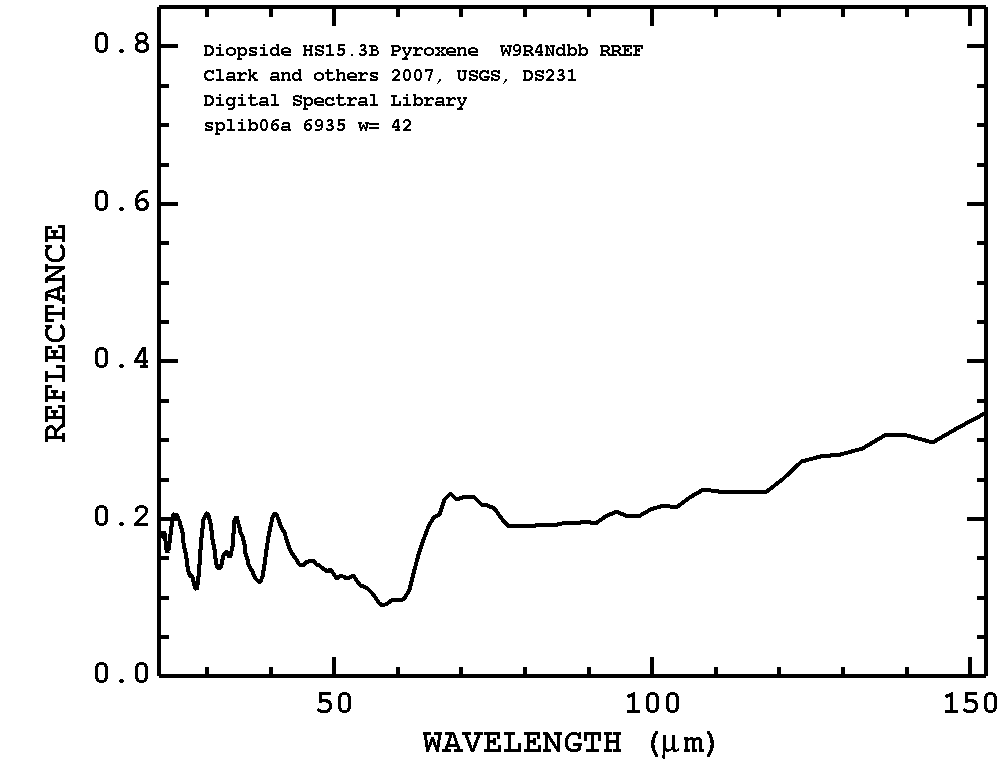 0.8
Diopside HS15.3B Pyroxene W9R4Ndbb RREF
Clark and others 2007, USGS, DS231
Digital Spectral Library
splib06a 6935 w= 42
0.6
REFLECTANCE
0.4
0.2
0.0
50 100 150
WAVELENGTH (μm)